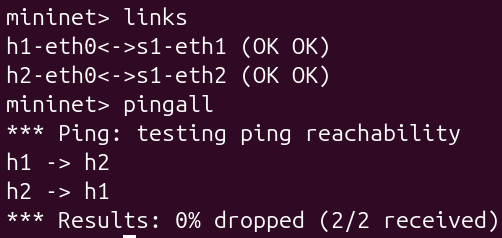 mininet> links
h1-eth0<->s1-eth1 (OK OK)
h2-eth0<->s1-eth2 (OK OK)
mininet> pingall
*** Ping: testing ping reachability
h1 -> h2
h2 -> h1
*** Results: 0% dropped (2/2 received)